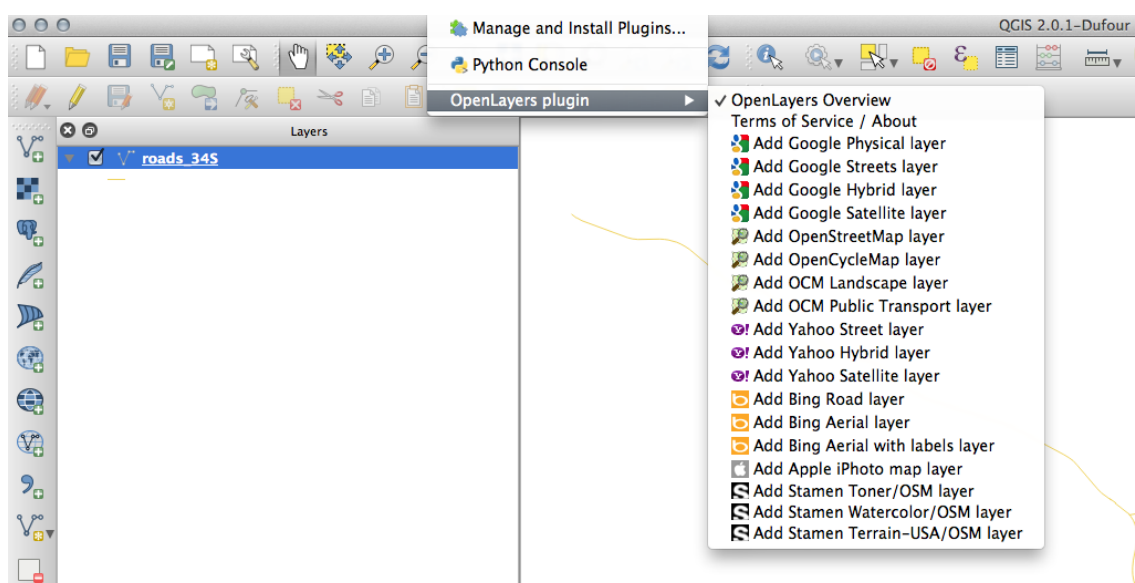 QGIS 2.0.1-Dufour
Manage and Install Plugins...
Python Console
OpenLayers plugin
Layers
roads_34S
OpenLayers Overview
Terms of Service / About
Add Google Physical layer
Add Google Streets layer
Add Google Hybrid layer
Add Google Satellite layer
Add OpenStreetMap layer
Add OpenCycleMap layer
Add OCM Landscape layer
Add OCM Public Transport layer
Add Yahoo Street layer
Add Yahoo Hybrid layer
Add Yahoo Satellite layer
Add Bing Road layer
Add Bing Aerial layer
Add Bing Aerial with labels layer
Add Apple iPhoto map layer
Add Stamen Toner/OSM layer
Add Stamen Watercolor/OSM layer
Add Stamen Terrain-USA/OSM layer